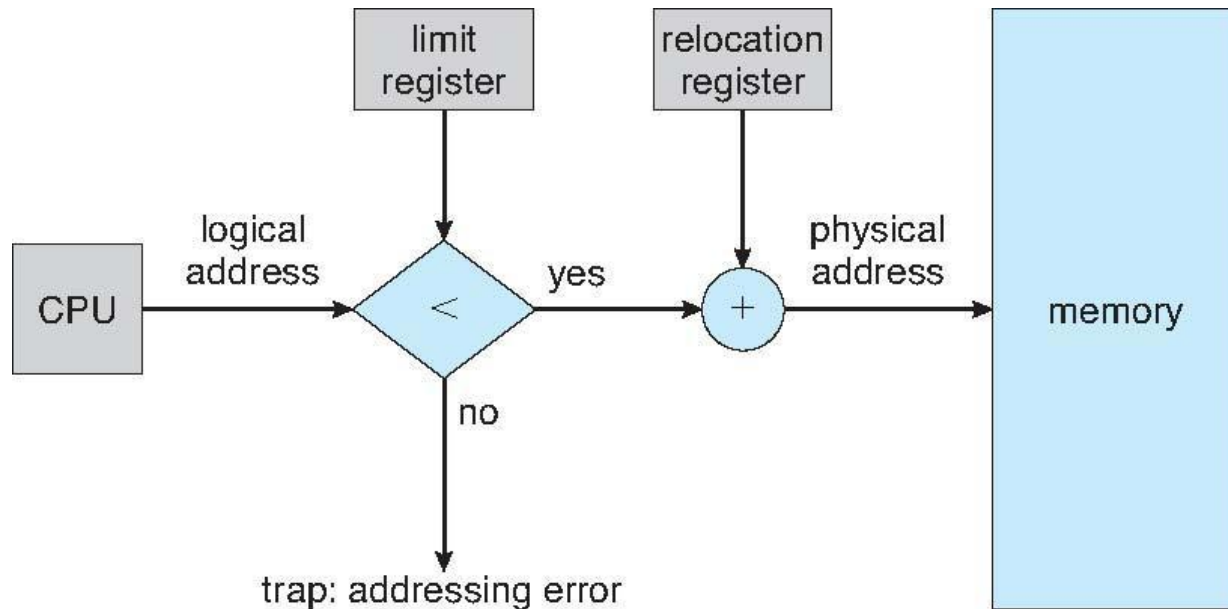 limit
register
relocation
register
logical
address
physical
address
CPU
<
yes
+
memory
no
trap: addressing error